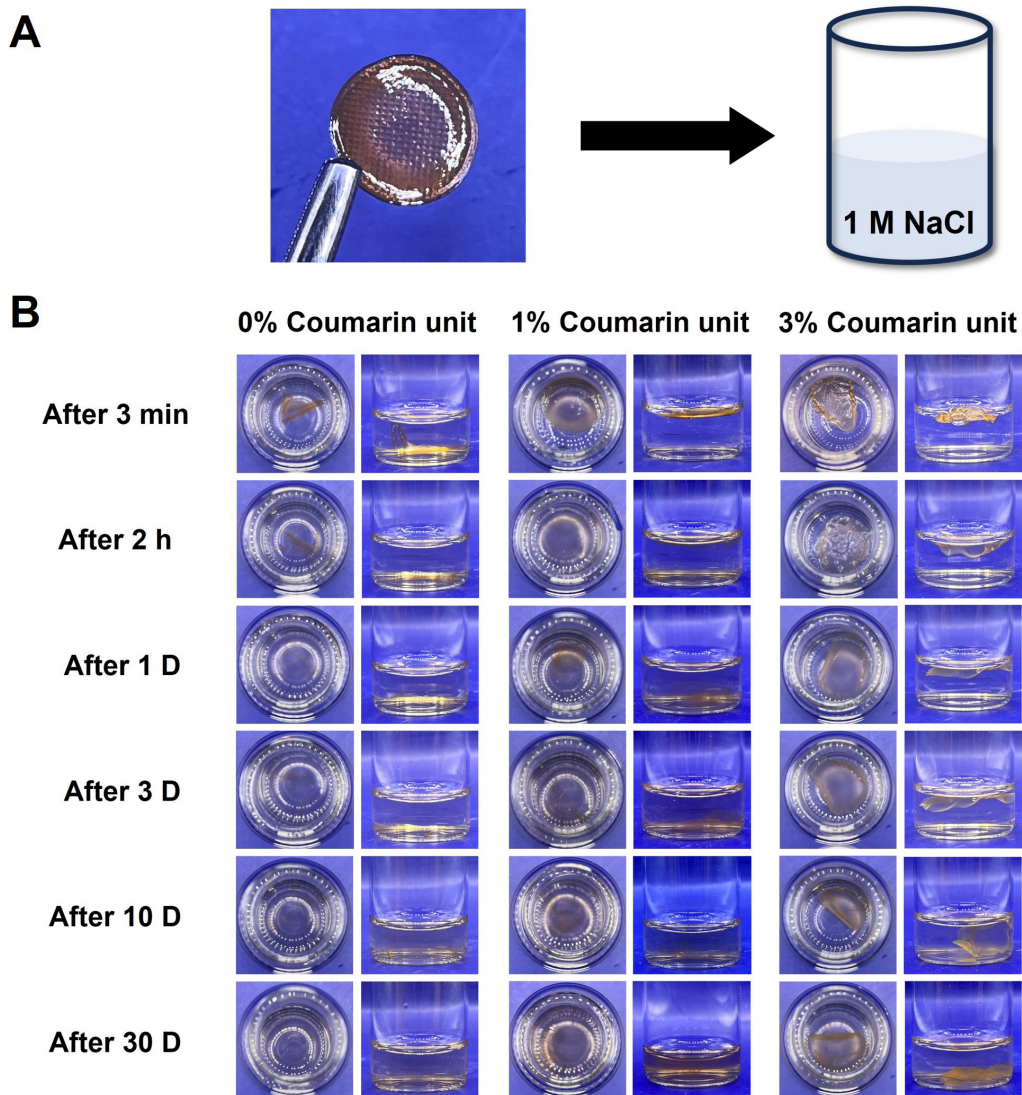 A
1 M NaCl
B
0% Coumarin unit
1% Coumarin unit
3% Coumarin unit
After 3 min
After 2 h
After 1 D
After 3 D
After 10 D
After 30 D